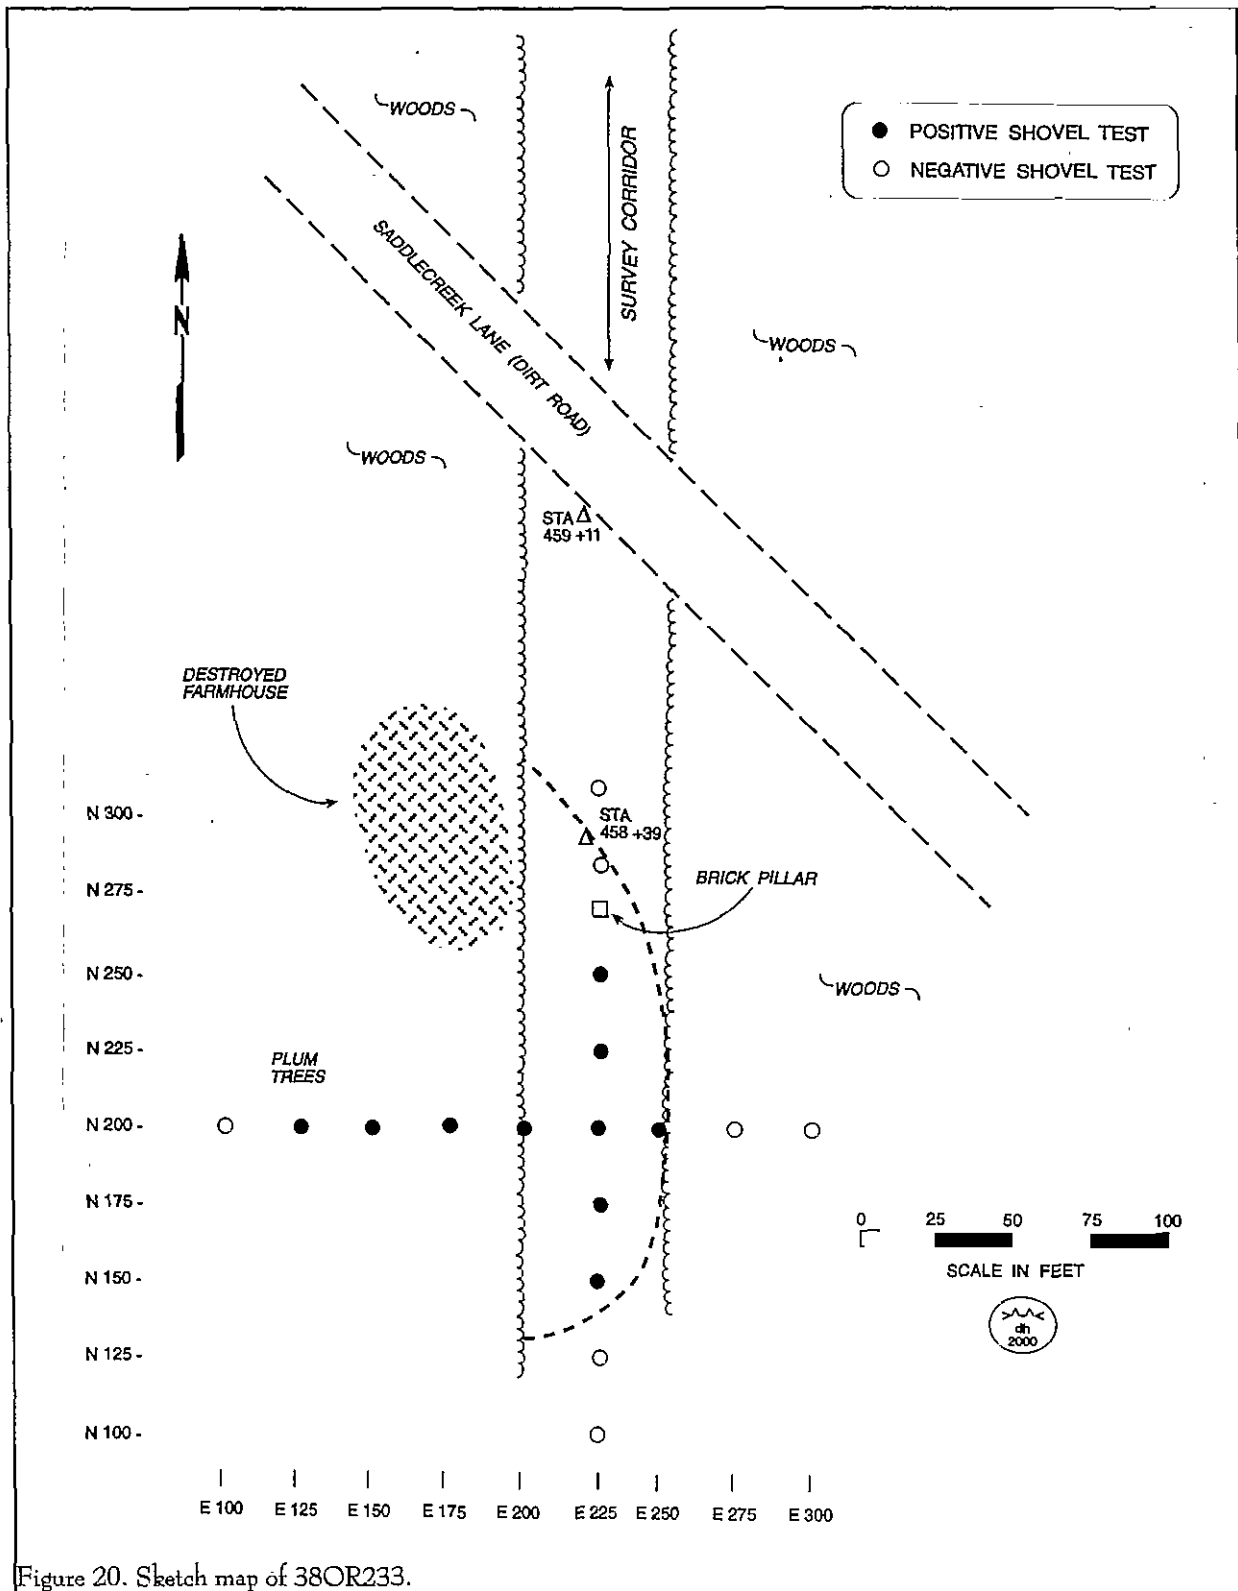 WOODS
POSITIVE SHOVEL TEST
NEGATIVE SHOVEL TEST
SURVEY CORRIDOR
SADDLECREEK LANE (DIRT ROAD)
N
WOODS
WOODS
STA
459 +11
DESTROYED
FARMHOUSE
N 300 -
STA
458 +39
N 275 -
BRICK PILLAR
N 250 -
WOODS
N 225 -
PLUM
TREES
N 200 -
N 175 -
0 25 50 75 100
SCALE IN FEET
N 150 -
dh
2000
N 125 -
N 100 -
E 100 E 125 E 150 E 175 E 200 E 225 E 250 E 275 E 300
Figure 20. Sketch map of 38OR233.